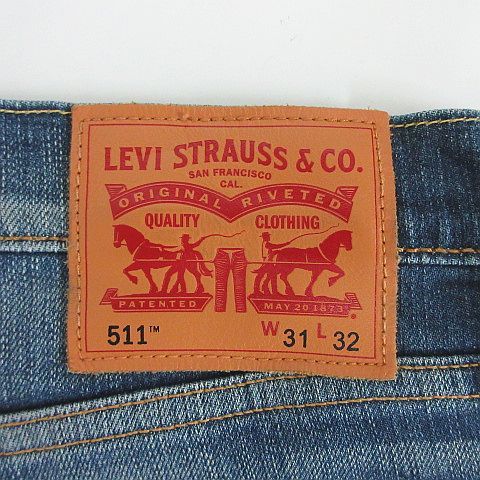 LEVI STRAUSS & CO.
SAN FRANCISCO
CAL.
ORIGINAL RIVETED
QUALITY CLOTHING
PATENTED MAY 20 1873 ®
511™ W 31 L 32